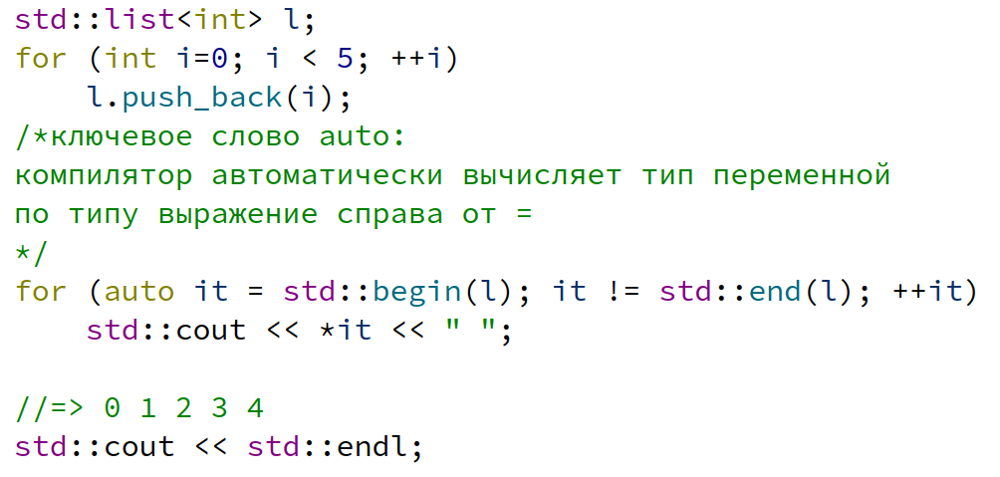 std::list<int> l;
for (int i=0; i < 5; ++i)
    l.push_back(i);
/*ключевое слово auto:
компилятор автоматически вычисляет тип переменной
по типу выражение справа от =
*/
for (auto it = std::begin(l); it != std::end(l); ++it)
    std::cout << *it << " ";
//=> 0 1 2 3 4
std::cout << std::endl;